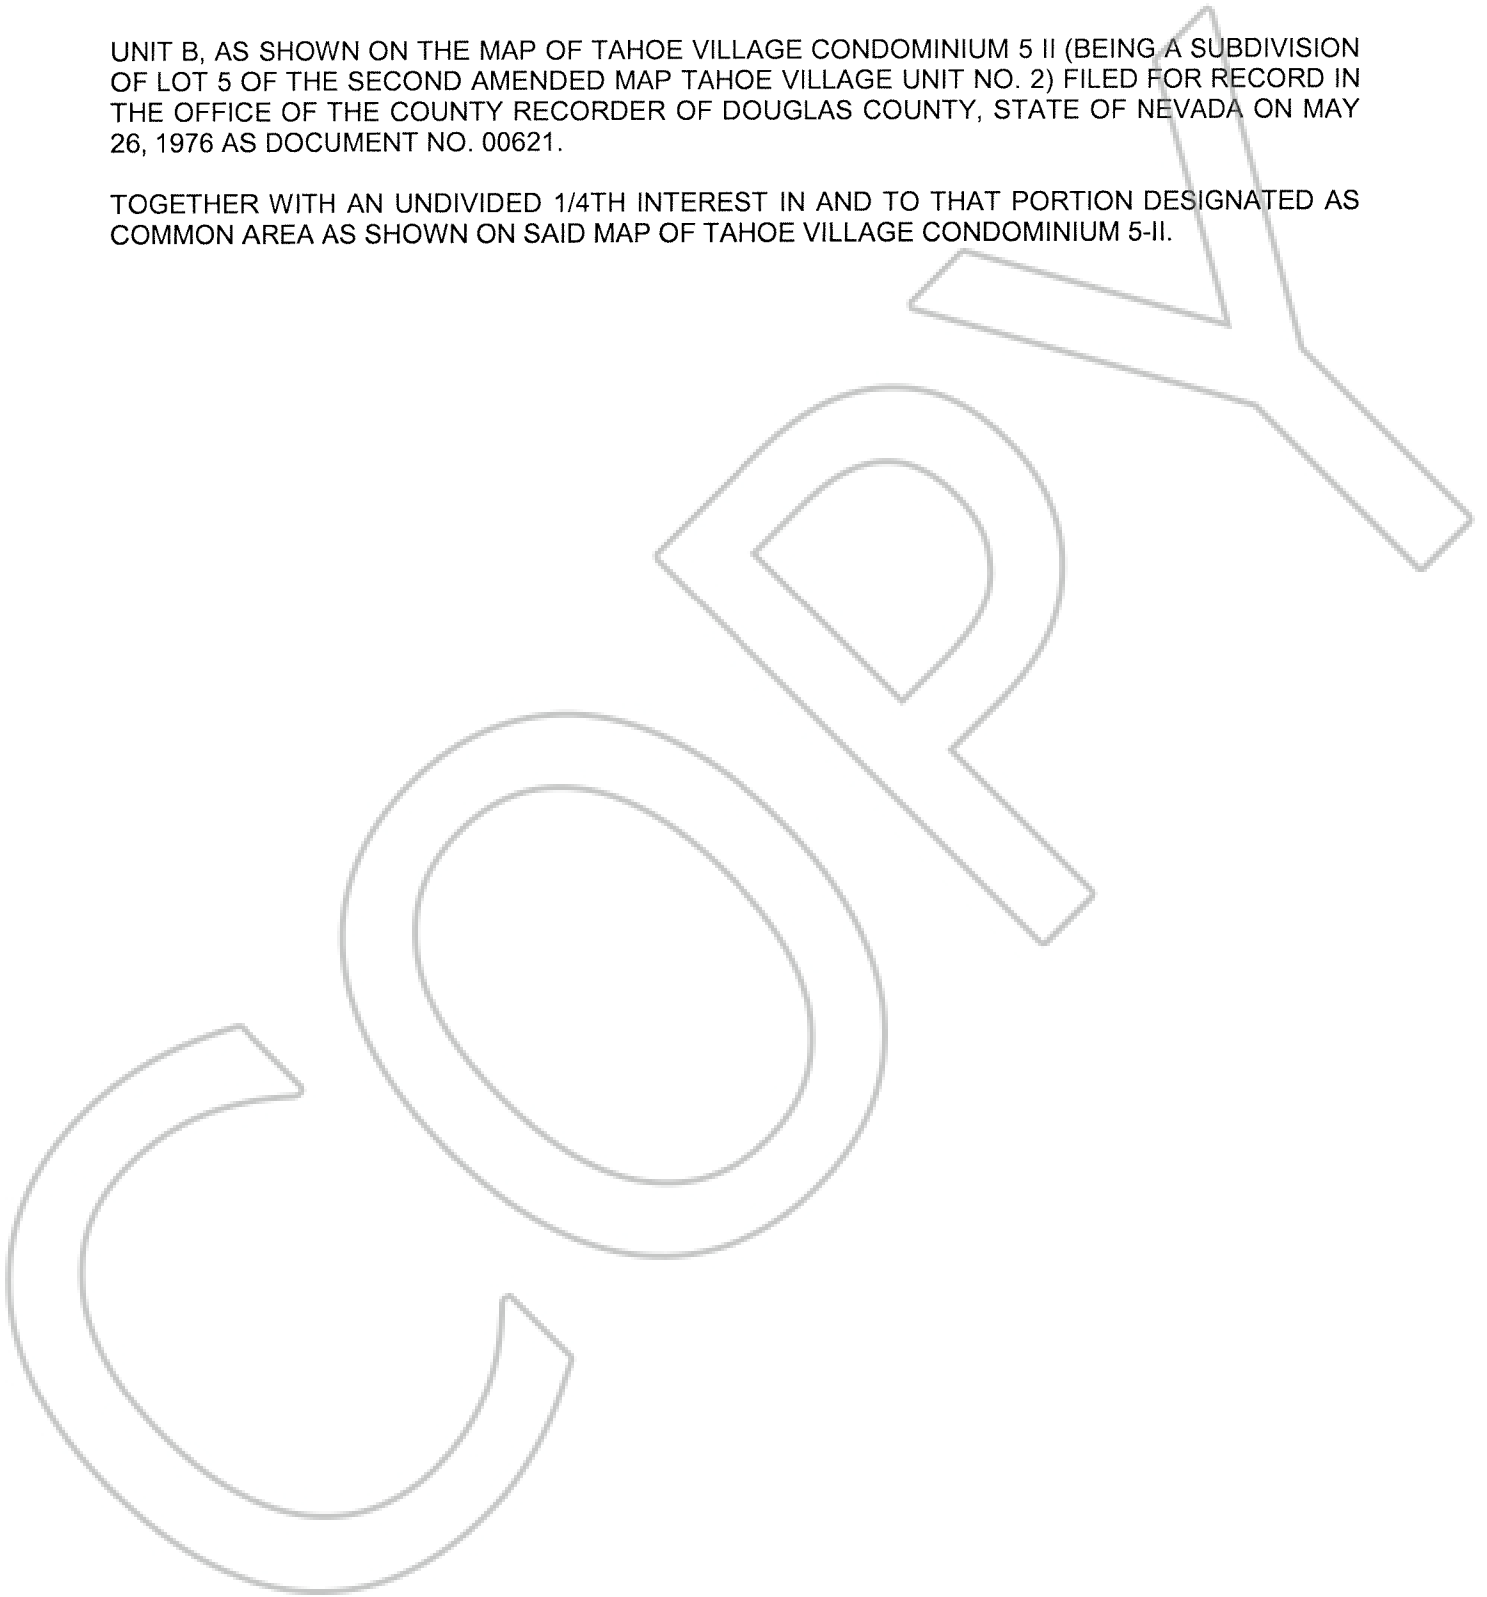 UNIT B, AS SHOWN ON THE MAP OF TAHOE VILLAGE CONDOMINIUM 5 II (BEING A SUBDIVISION
OF LOT 5 OF THE SECOND AMENDED MAP TAHOE VILLAGE UNIT NO. 2) FILED FOR RECORD IN
THE OFFICE OF THE COUNTY RECORDER OF DOUGLAS COUNTY, STATE OF NEVADA ON MAY
26, 1976 AS DOCUMENT NO. 00621.
TOGETHER WITH AN UNDIVIDED 1/4TH INTEREST IN AND TO THAT PORTION DESIGNATED AS
COMMON AREA AS SHOWN ON SAID MAP OF TAHOE VILLAGE CONDOMINIUM 5-II.
COPY